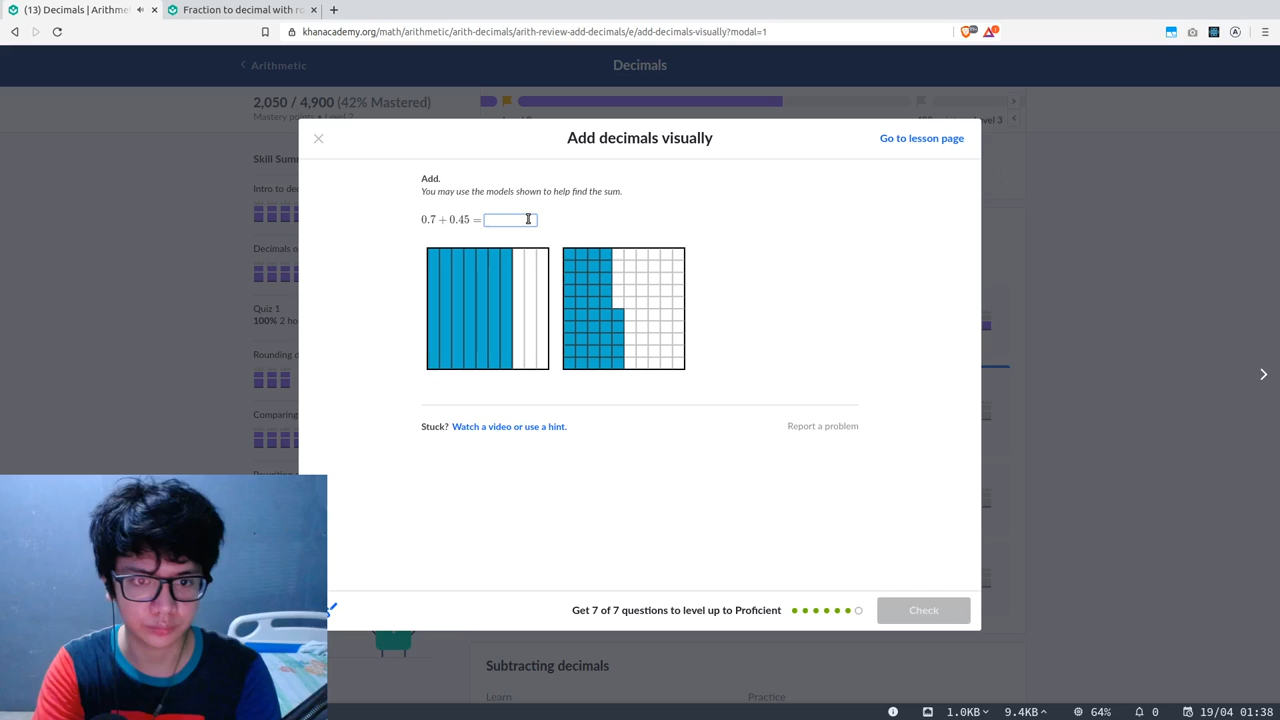 (13) Decimals | Arithme
Fraction to decimal with ro
khanacademy.org/math/arithmetic/arith-decimals/arith-review-add-decimals/e/add-decimals-visually?modal=1
Arithmetic
Decimals
2,050 / 4,900 (42% Mastered)
Mastery points • Level 2
Skill Sum
Intro to de
Decimals o
Quiz 1
100% 2 ho
Rounding d
Comparing
Add decimals visually
Go to lesson page
Add.
You may use the models shown to help find the sum.
0.7 + 0.45 =
Stuck? Watch a video or use a hint.
Report a problem
Get 7 of 7 questions to level up to Proficient
Check
Subtracting decimals
Learn
Practice
1.0KB
9.4KB
64%
0
19/04 01:38